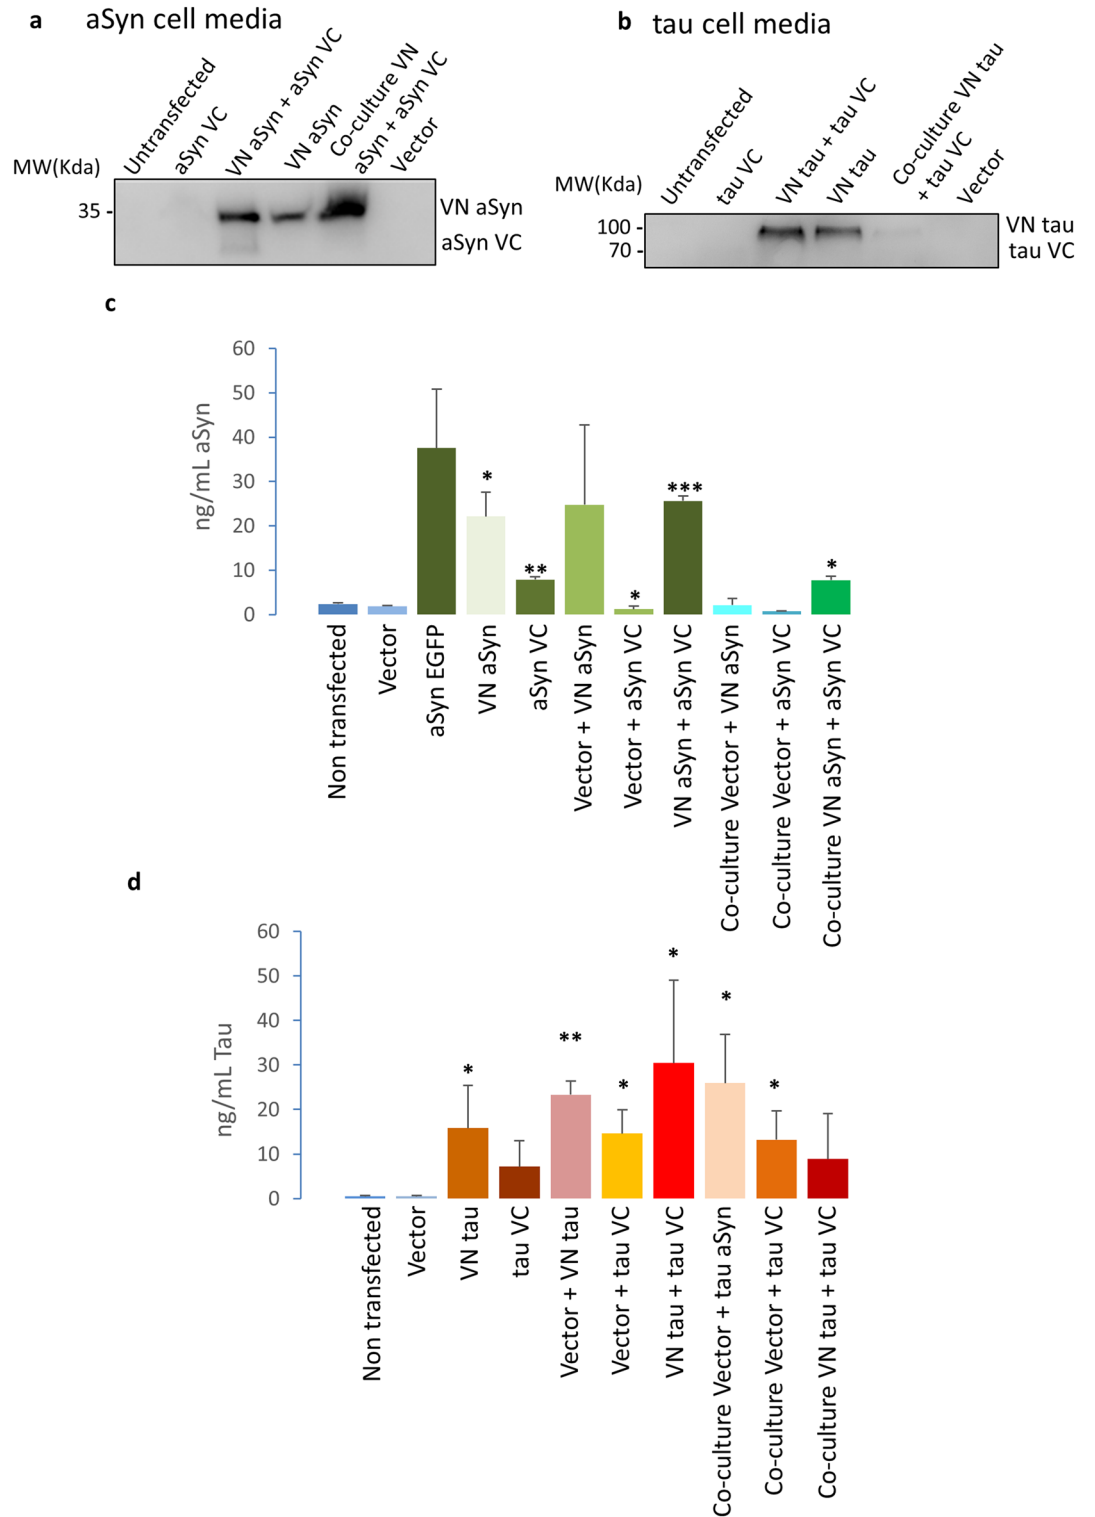 a aSyn cell media
Untransfected
aSyn VC
VN aSyn + aSyn VC
VN aSyn
Co-culture VN
aSyn + aSyn VC
Vector
MW(Kda)
35 -
VN aSyn
aSyn VC
b tau cell media
Untransfected
tau VC
VN tau + tau VC
VN tau
Co-culture VN tau
+ tau VC
Vector
MW(Kda)
100 -
70 -
VN tau
tau VC
c
ng/mL aSyn
60
50
40
30
20
10
0
*
**
*
***
*
Non transfected
Vector
aSyn EGFP
VN aSyn
aSyn VC
Vector + VN aSyn
Vector + aSyn VC
VN aSyn + aSyn VC
Co-culture Vector + VN aSyn
Co-culture Vector + aSyn VC
Co-culture VN aSyn + aSyn VC
d
ng/mL Tau
60
50
40
30
20
10
0
*
**
*
*
*
*
Non transfected
Vector
VN tau
tau VC
Vector + VN tau
Vector + tau VC
VN tau + tau VC
Co-culture Vector + tau aSyn
Co-culture Vector + tau VC
Co-culture VN tau + tau VC